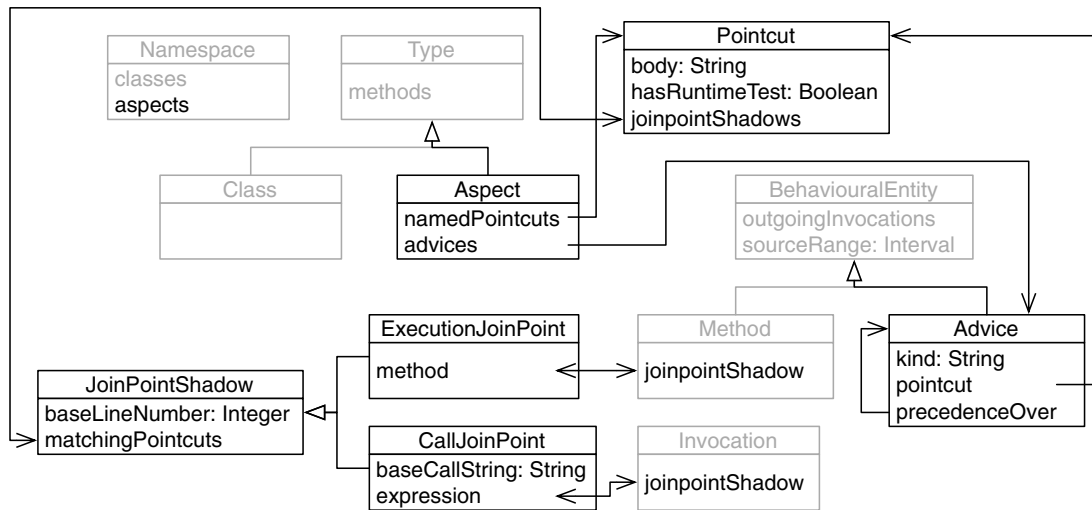 Namespace
classes
aspects
Type
methods
Pointcut
body: String
hasRuntimeTest: Boolean
joinpointShadows
Class
Aspect
namedPointcuts
advices
BehaviouralEntity
outgoingInvocations
sourceRange: Interval
ExecutionJoinPoint
method
Method
joinpointShadow
Advice
kind: String
pointcut
precedenceOver
JoinPointShadow
baseLineNumber: Integer
matchingPointcuts
CallJoinPoint
baseCallString: String
expression
Invocation
joinpointShadow